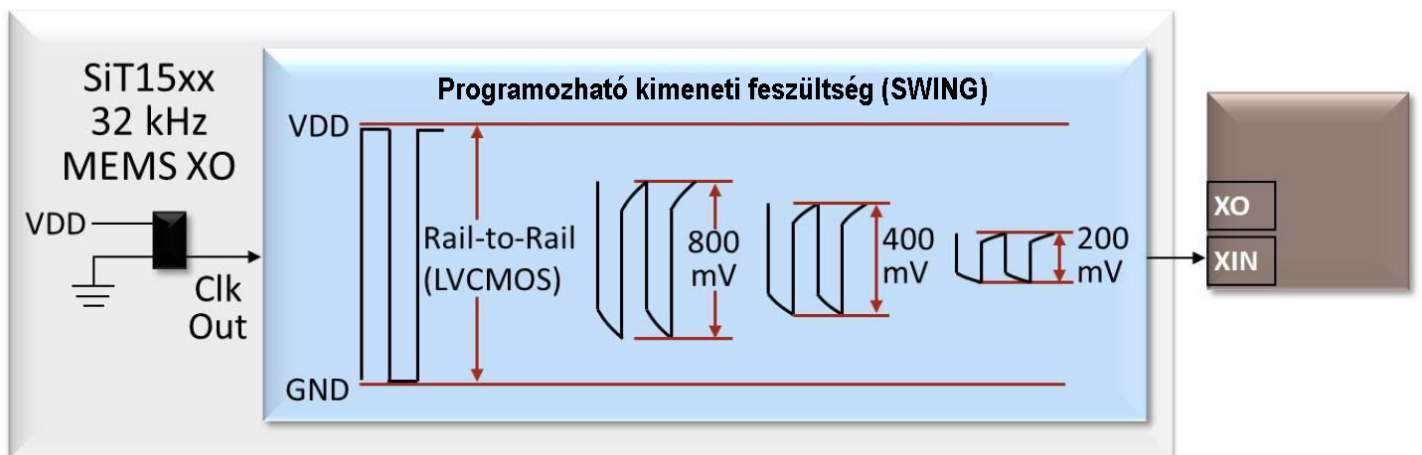 SiT15xx
32 kHz
MEMS XO
VDD
Clk
Out
Programozható kimeneti feszültség (SWING)
VDD
Rail-to-Rail
(LVCMOS)
GND
800
mV
400
mV
200
mV
XO
XIN